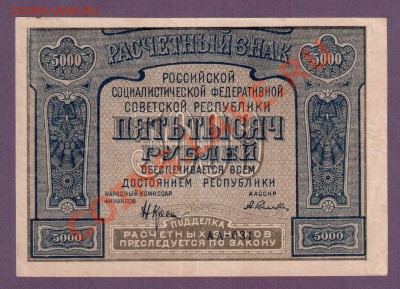 РАСЧЕТНЫЙ ЗНАК
5000 5000
РОССИЙСКОЙ
СОЦИАЛИСТИЧЕСКОЙ ФЕДЕРАТИВНОЙ
СОВЕТСКОЙ РЕСПУБЛИКИ
ПЯТЬ ТЫСЯЧ
РУБЛЕЙ
ОБЕСПЕЧИВАЕТСЯ ВСЕМ
ДОСТОЯНИЕМ РЕСПУБЛИКИ
НАРОДНЫЙ КОМИССАР
ФИНАНСОВ
КАССИР
5000 5000
ПОДДЕЛКА
РАСЧЕТНЫХ ЗНАКОВ
ПРЕСЛЕДУЕТСЯ ПО ЗАКОНУ